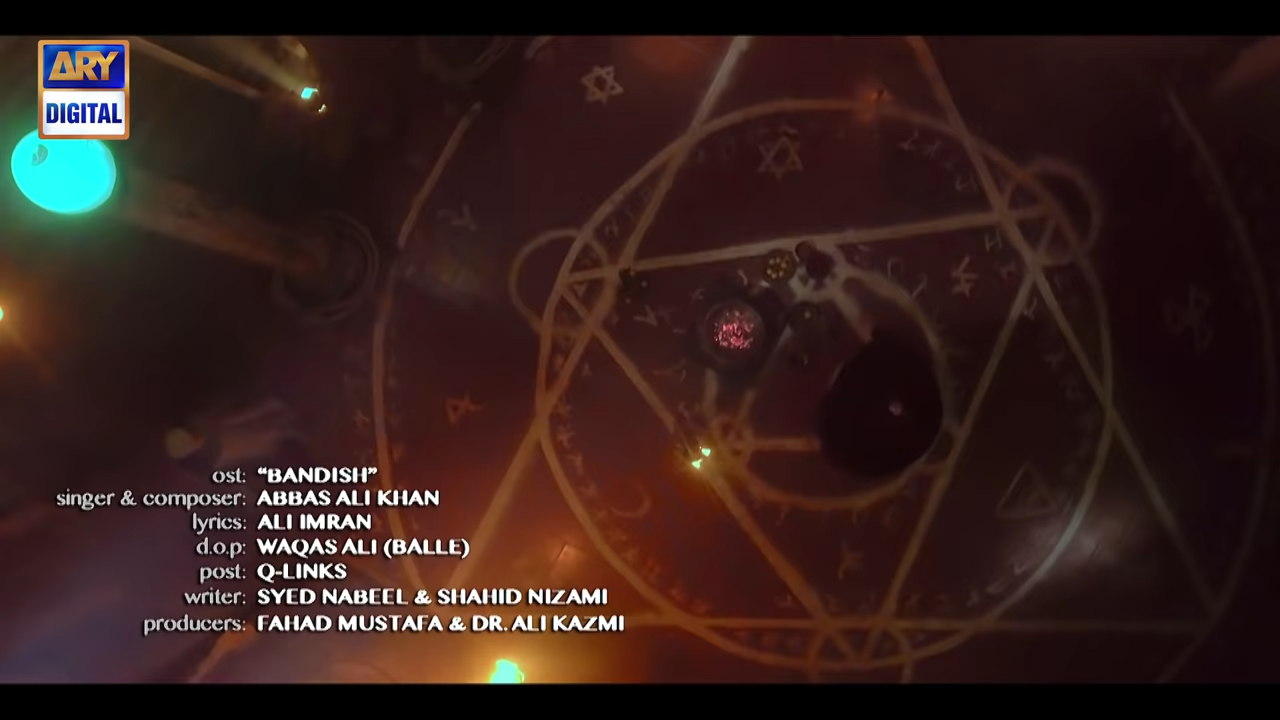 ARY
DIGITAL
ost: “BANDISH”
singer & composer: ABBAS ALI KHAN
lyrics: ALI IMRAN
d.o.p: WAQAS ALI (BALLE)
post: Q-LINKS
writer: SYED NABEEL & SHAHID NIZAMI
producers: FAHAD MUSTAFA & DR. ALI KAZMI